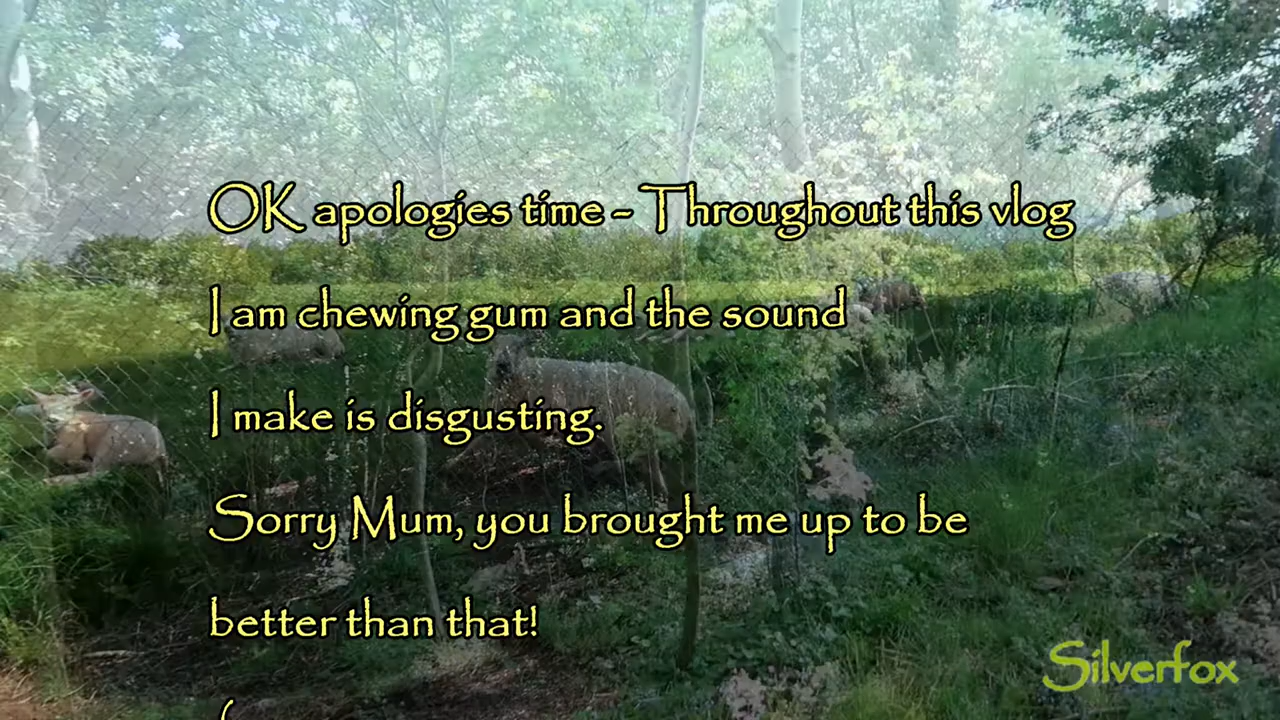 OK apologies time - Throughout this vlog
I am chewing gum and the sound
I make is disgusting.
Sorry Mum, you brought me up to be
better than that!
Silverfox